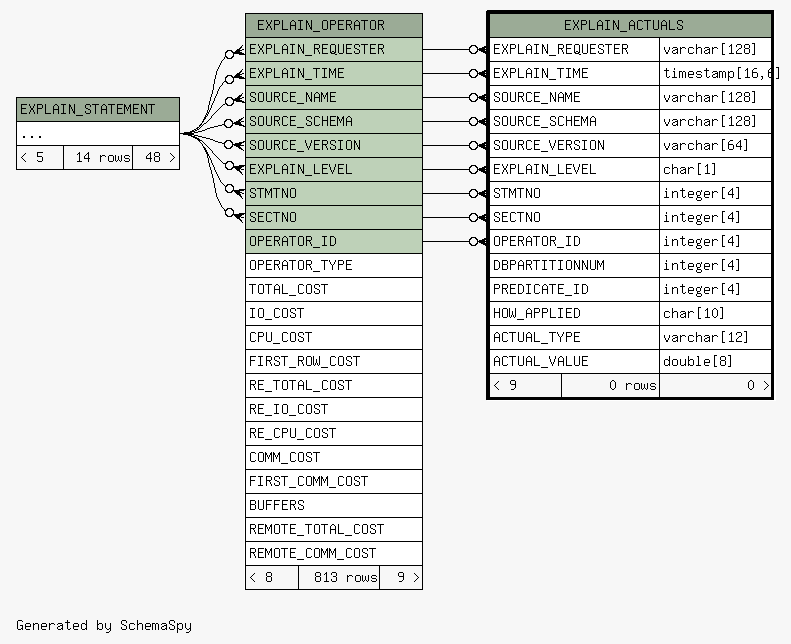 EXPLAIN_STATEMENT
...
< 5 14 rows 48 >
EXPLAIN_OPERATOR
EXPLAIN_REQUESTER
EXPLAIN_TIME
SOURCE_NAME
SOURCE_SCHEMA
SOURCE_VERSION
EXPLAIN_LEVEL
STMTNO
SECTNO
OPERATOR_ID
OPERATOR_TYPE
TOTAL_COST
IO_COST
CPU_COST
FIRST_ROW_COST
RE_TOTAL_COST
RE_IO_COST
RE_CPU_COST
COMM_COST
FIRST_COMM_COST
BUFFERS
REMOTE_TOTAL_COST
REMOTE_COMM_COST
< 8 813 rows 9 >
EXPLAIN_ACTUALS
EXPLAIN_REQUESTER varchar[128]
EXPLAIN_TIME timestamp[16,6]
SOURCE_NAME varchar[128]
SOURCE_SCHEMA varchar[128]
SOURCE_VERSION varchar[64]
EXPLAIN_LEVEL char[1]
STMTNO integer[4]
SECTNO integer[4]
OPERATOR_ID integer[4]
DBPARTITIONNUM integer[4]
PREDICATE_ID integer[4]
HOW_APPLIED char[10]
ACTUAL_TYPE varchar[12]
ACTUAL_VALUE double[8]
< 9 0 rows 0 >
Generated by SchemaSpy